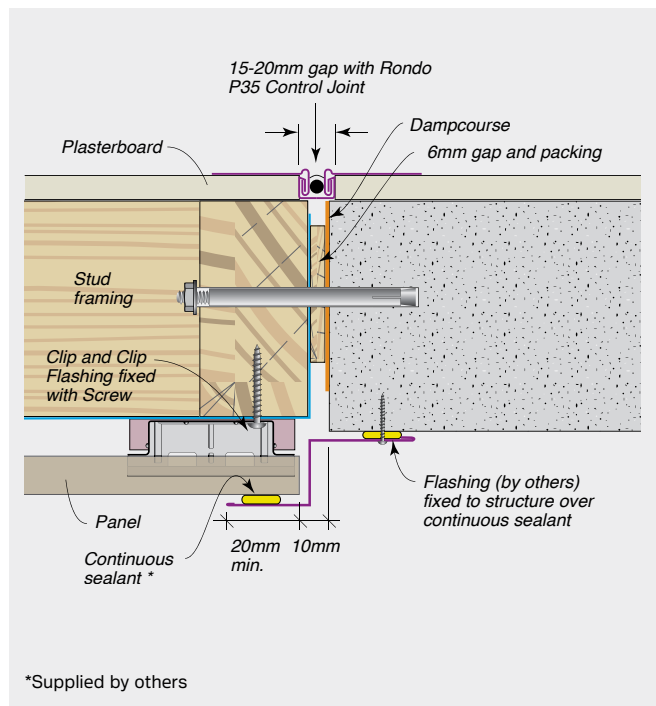 15-20mm gap with Rondo
P35 Control Joint
Dampcourse
Plasterboard
6mm gap and packing
Stud
framing
Clip and Clip
Flashing fixed
with Screw
Flashing (by others)
fixed to structure over
continuous sealant
Panel
20mm
min.
10mm
Continuous
sealant *
*Supplied by others